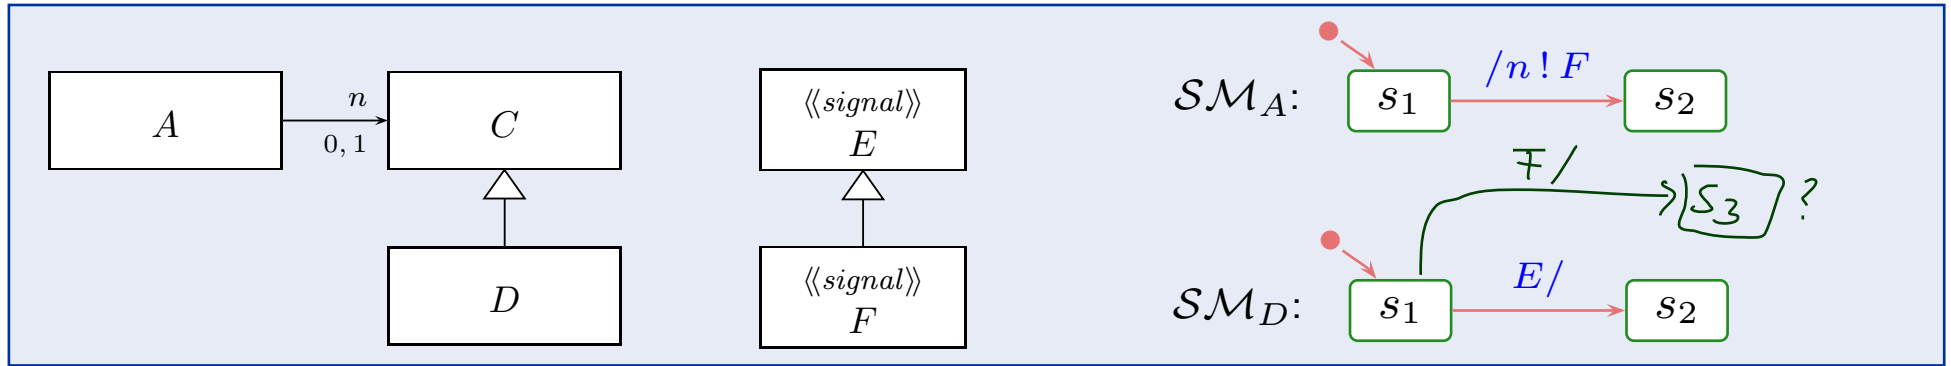 A
n
0, 1
C
D
⟪signal⟫
E
⟪signal⟫
F
SM_A:
s₁
/n ! F
s₂
F/
S₃ ?
SM_D:
s₁
E/
s₂